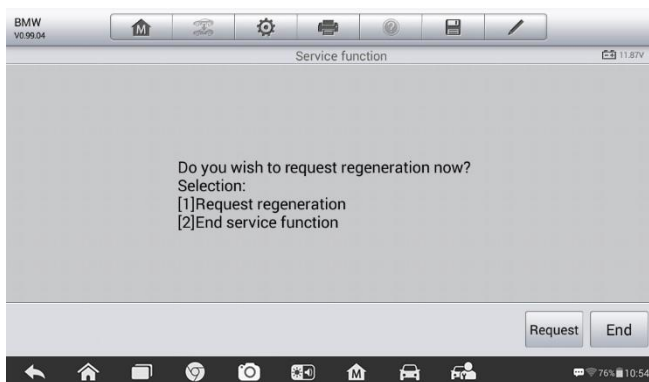 BMW
V0.99.04
Service function
11.87V
Do you wish to request regeneration now?
Selection:
[1]Request regeneration
[2]End service function
Request
End
76% 10:54